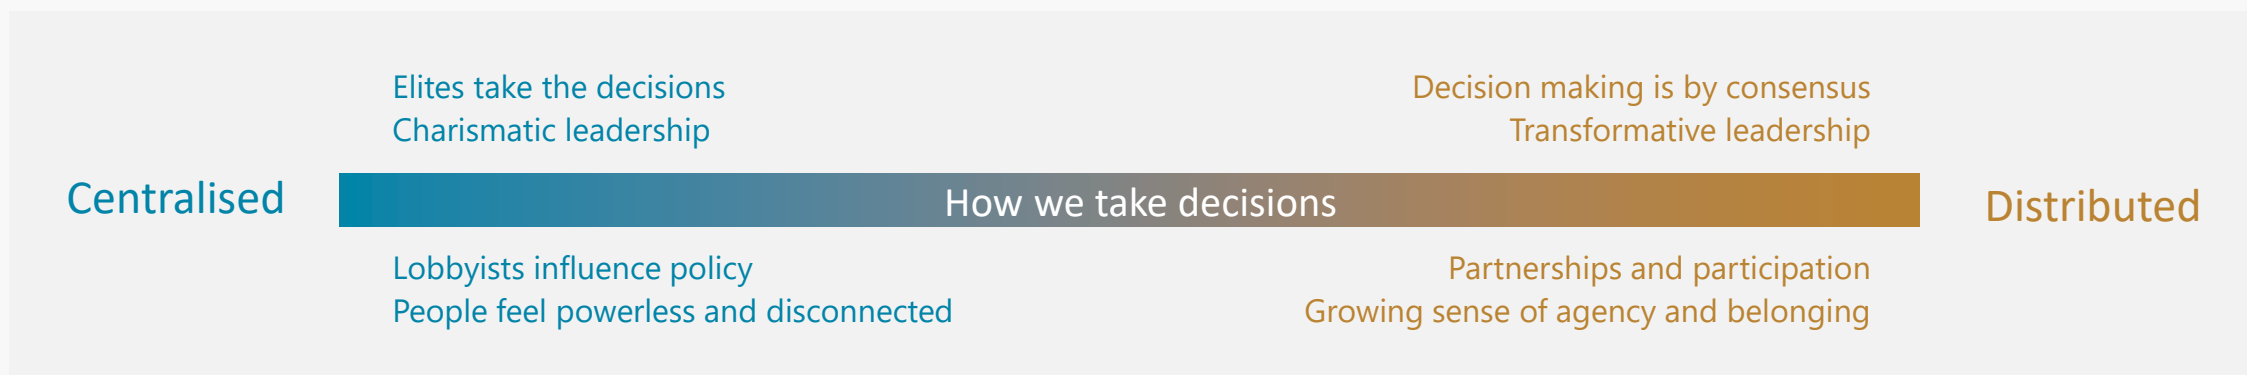 Elites take the decisions
Charismatic leadership
Decision making is by consensus
Transformative leadership
Centralised
How we take decisions
Distributed
Lobbyists influence policy
People feel powerless and disconnected
Partnerships and participation
Growing sense of agency and belonging